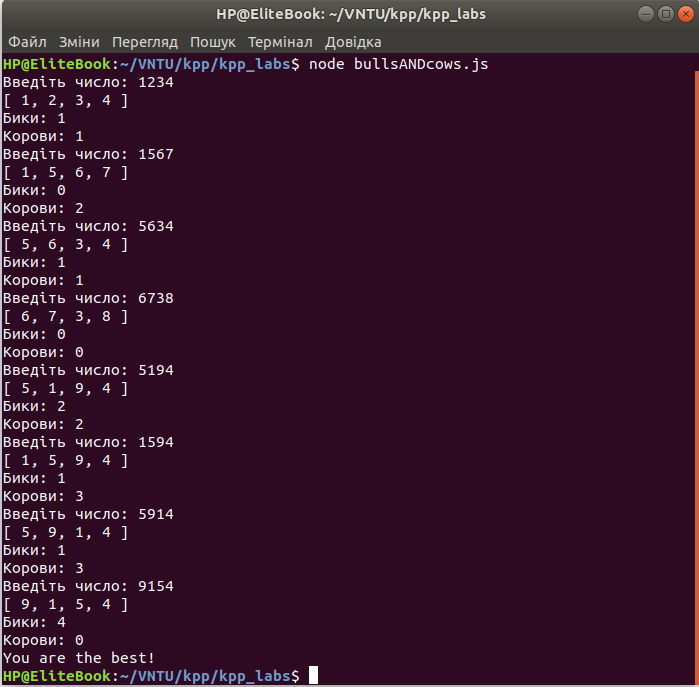 HP@EliteBook: ~/VNTU/kpp/kpp_labs
Файл Зміни Перегляд Пошук Термінал Довідка
HP@EliteBook:~/VNTU/kpp/kpp_labs$ node bullsANDcows.js
Введіть число: 1234
[ 1, 2, 3, 4 ]
Бики: 1
Корови: 1
Введіть число: 1567
[ 1, 5, 6, 7 ]
Бики: 0
Корови: 2
Введіть число: 5634
[ 5, 6, 3, 4 ]
Бики: 1
Корови: 1
Введіть число: 6738
[ 6, 7, 3, 8 ]
Бики: 0
Корови: 0
Введіть число: 5194
[ 5, 1, 9, 4 ]
Бики: 2
Корови: 2
Введіть число: 1594
[ 1, 5, 9, 4 ]
Бики: 1
Корови: 3
Введіть число: 5914
[ 5, 9, 1, 4 ]
Бики: 1
Корови: 3
Введіть число: 9154
[ 9, 1, 5, 4 ]
Бики: 4
Корови: 0
You are the best!
HP@EliteBook:~/VNTU/kpp/kpp_labs$